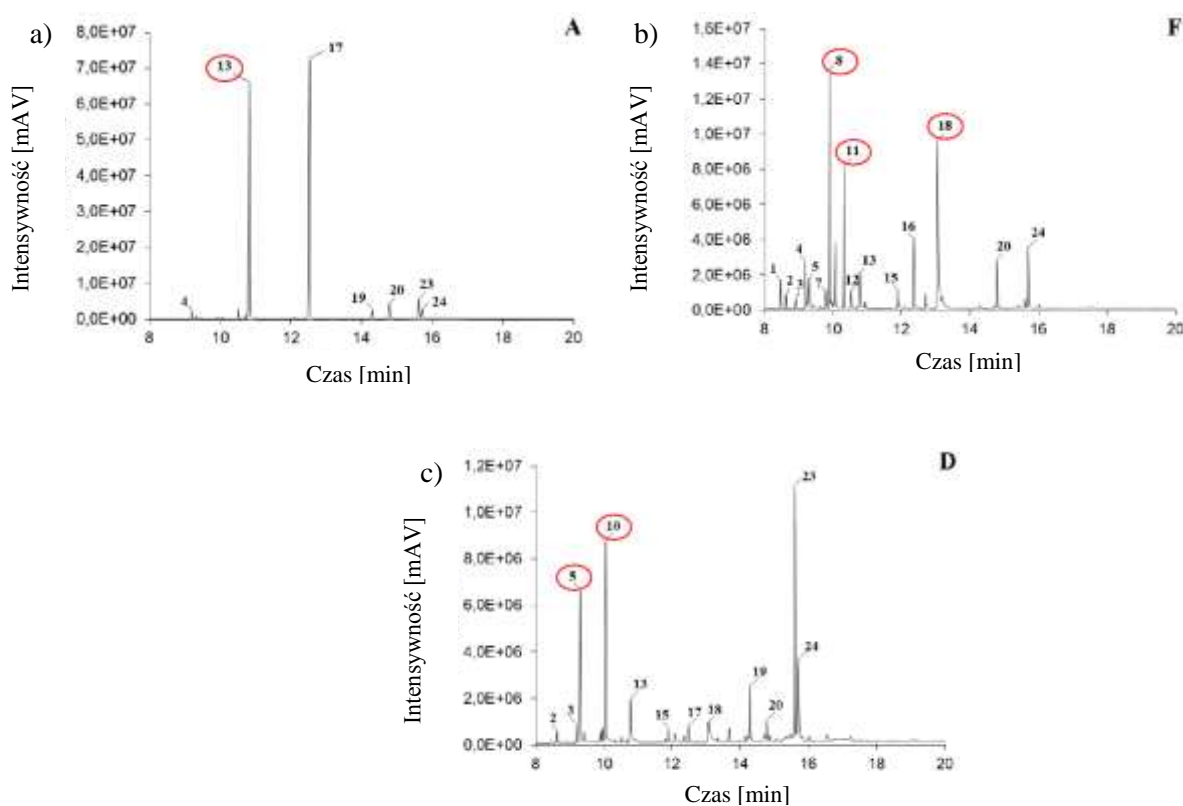 a)
A
Intensywność [mAV]
8,0E+07
7,0E+07
6,0E+07
5,0E+07
4,0E+07
3,0E+07
2,0E+07
1,0E+07
0,0E+00
13
17
4
19
20
23
24
8 10 12 14 16 18 20
Czas [min]
b)
F
Intensywność [mAV]
1,6E+07
1,4E+07
1,2E+07
1,0E+07
8,0E+06
6,0E+06
4,0E+06
2,0E+06
0,0E+00
8
11
18
1
2
3
4
5
7
12
13
15
16
20
24
8 10 12 14 16 18 20
Czas [min]
c)
D
Intensywność [mAV]
1,2E+07
1,0E+07
8,0E+06
6,0E+06
4,0E+06
2,0E+06
0,0E+00
5
10
23
2
3
13
15
17
18
19
20
24
8 10 12 14 16 18 20
Czas [min]